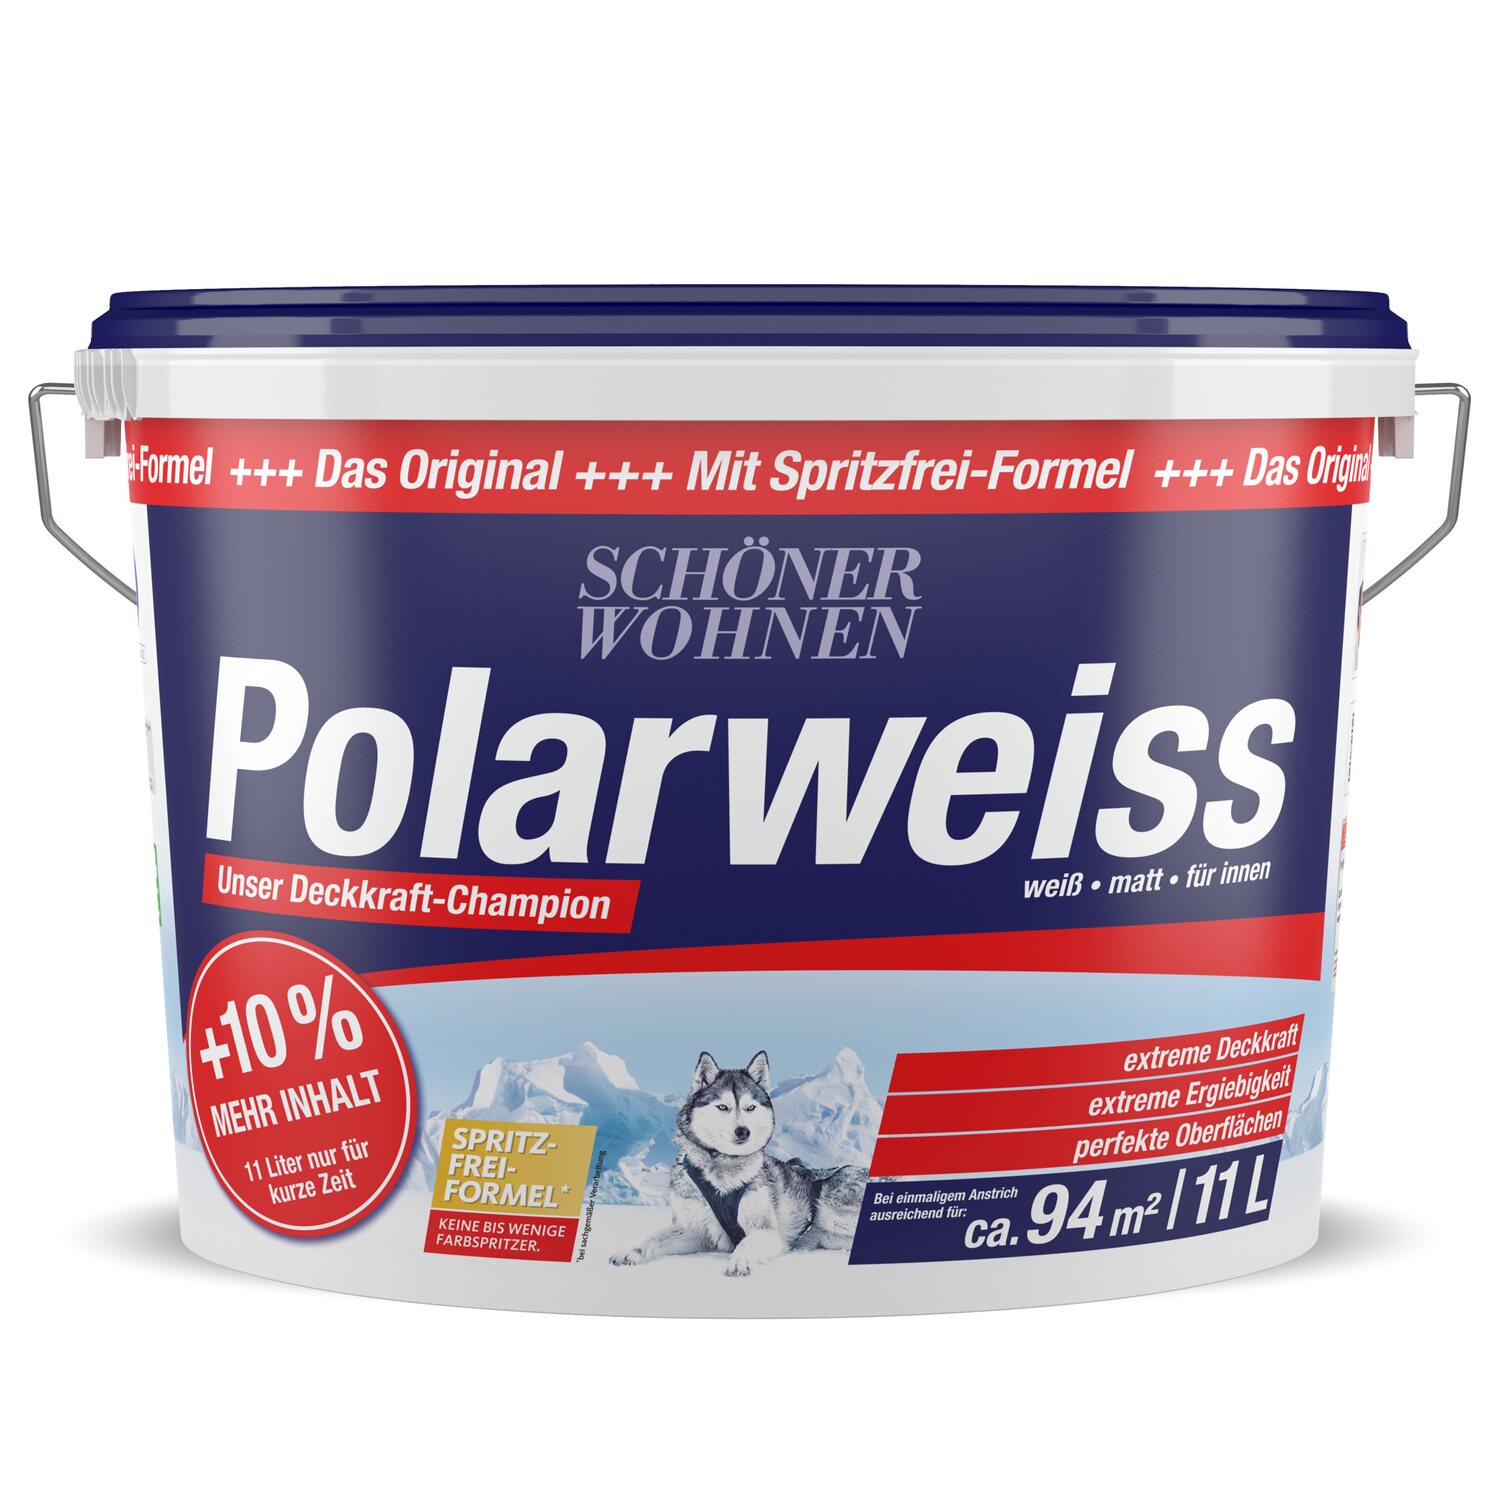 ei-Formel +++ Das Original +++ Mit Spritzfrei-Formel +++ Das Original
SCHÖNER
WOHNEN
Polarweiss
weiß • matt • für innen
Unser Deckkraft-Champion
+10%
MEHR INHALT
11 Liter nur für
kurze Zeit
SPRITZ-
FREI-
FORMEL*
KEINE BIS WENIGE
FARBSPRITZER.
*bei sachgemäßer Verarbeitung
extreme Deckkraft
extreme Ergiebigkeit
perfekte Oberflächen
Bei einmaligem Anstrich
ausreichend für:
ca. 94 m² / 11 L